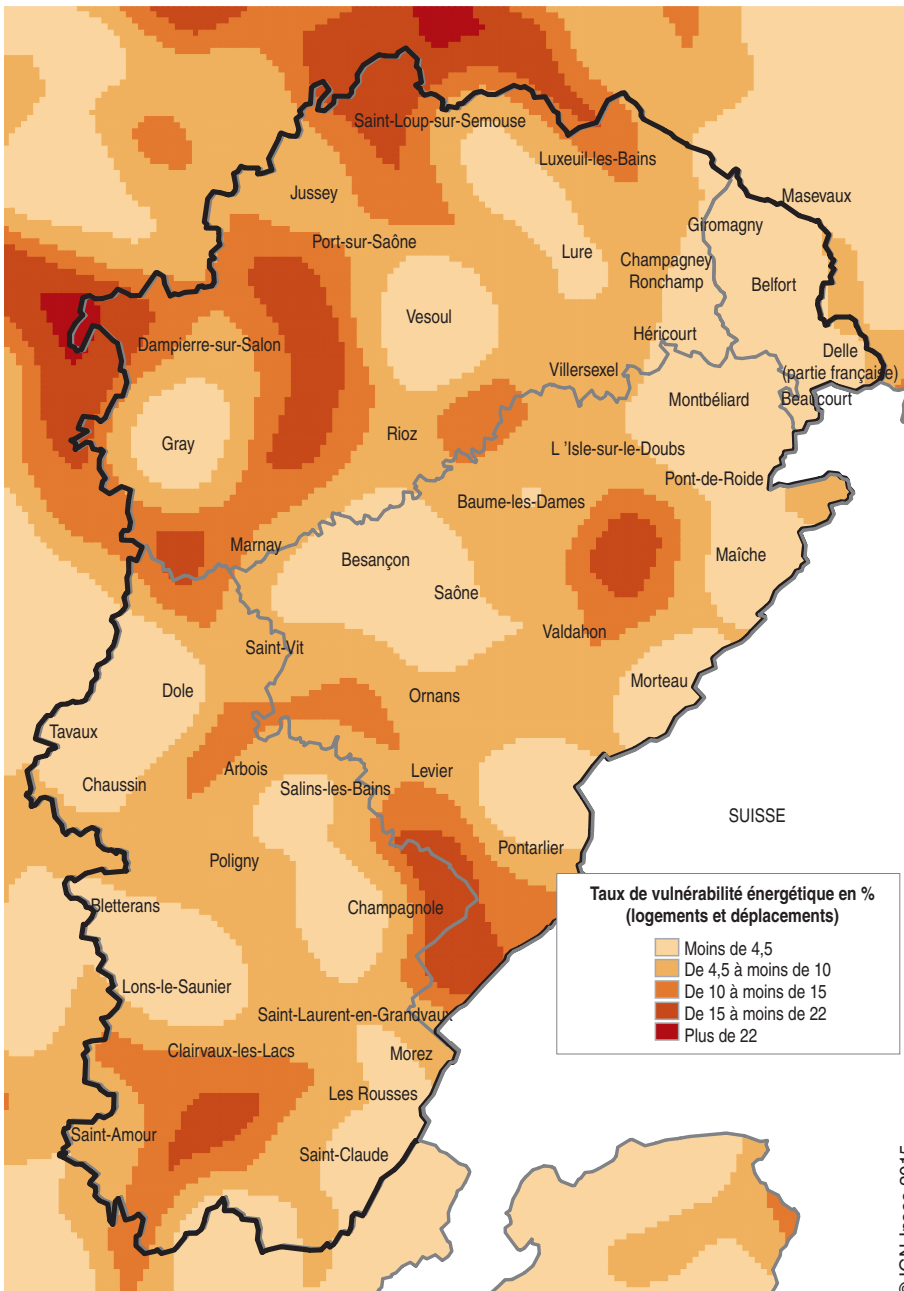 Saint-Loup-sur-Semouse
Luxeuil-les-Bains
Jussey
Masevaux
Giromagny
Port-sur-Saône
Lure
Champagney
Ronchamp
Belfort
Vesoul
Héricourt
Dampierre-sur-Salon
Delle
(partie française)
Villersexel
Montbéliard
Beaucourt
Gray
Rioz
L 'Isle-sur-le-Doubs
Pont-de-Roide
Baume-les-Dames
Marnay
Besançon
Maîche
Saône
Valdahon
Saint-Vit
Morteau
Dole
Ornans
Tavaux
Arbois
Levier
Chaussin
Salins-les-Bains
SUISSE
Pontarlier
Poligny
Taux de vulnérabilité énergétique en %
(logements et déplacements)
Moins de 4,5
De 4,5 à moins de 10
De 10 à moins de 15
De 15 à moins de 22
Plus de 22
Bletterans
Champagnole
Lons-le-Saunier
Saint-Laurent-en-Grandvaux
Clairvaux-les-Lacs
Morez
Les Rousses
Saint-Amour
Saint-Claude
© IGN-Insee 2015